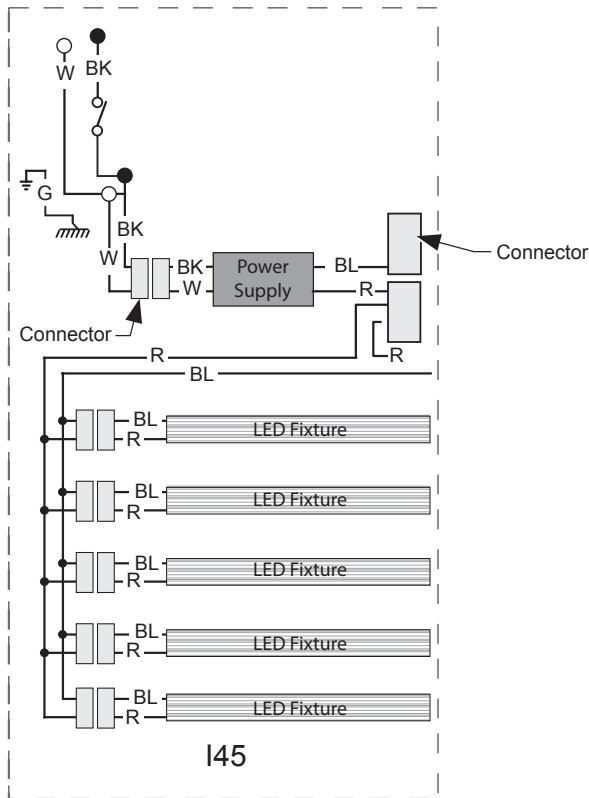 W BK
G
BK
W
BK Power BL
W Supply R
Connector
Connector
R
R
BL
BL
R LED Fixture
BL
R LED Fixture
BL
R LED Fixture
BL
R LED Fixture
BL
R LED Fixture
I45